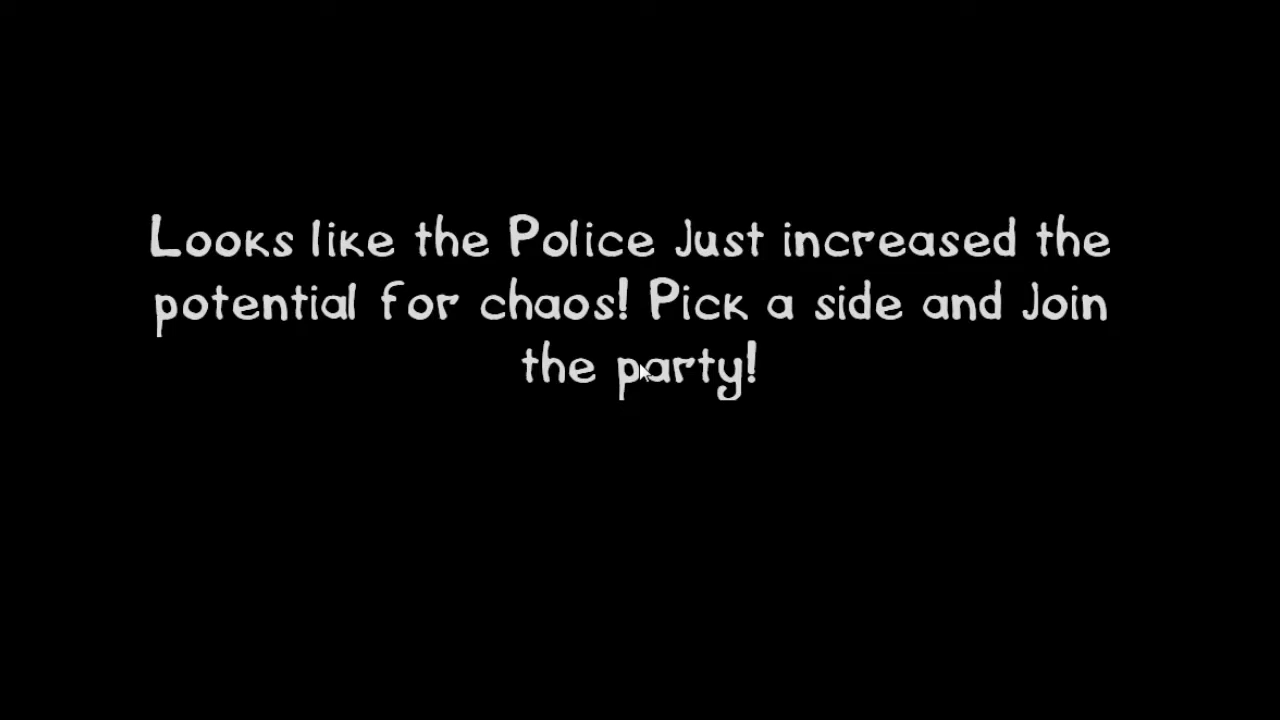 Looks like the Police Just increased the
potential for chaos! Pick a side and Join
the party!